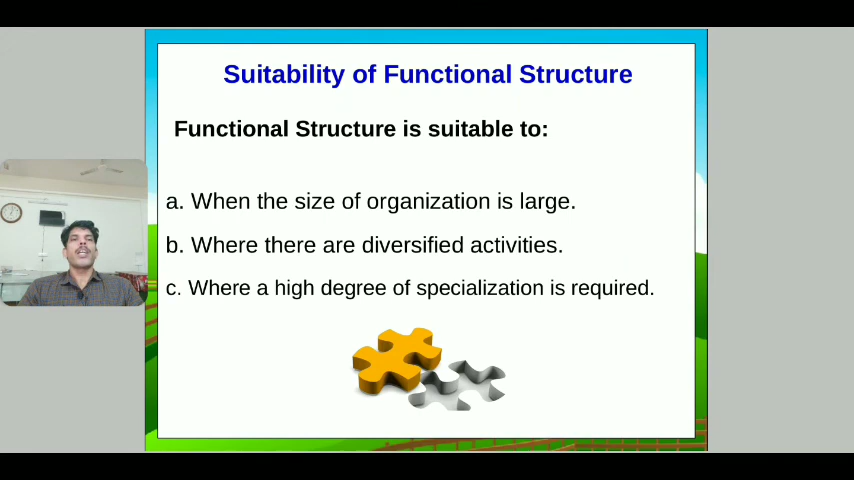 Suitability of Functional Structure
Functional Structure is suitable to:
a. When the size of organization is large.
b. Where there are diversified activities.
c. Where a high degree of specialization is required.